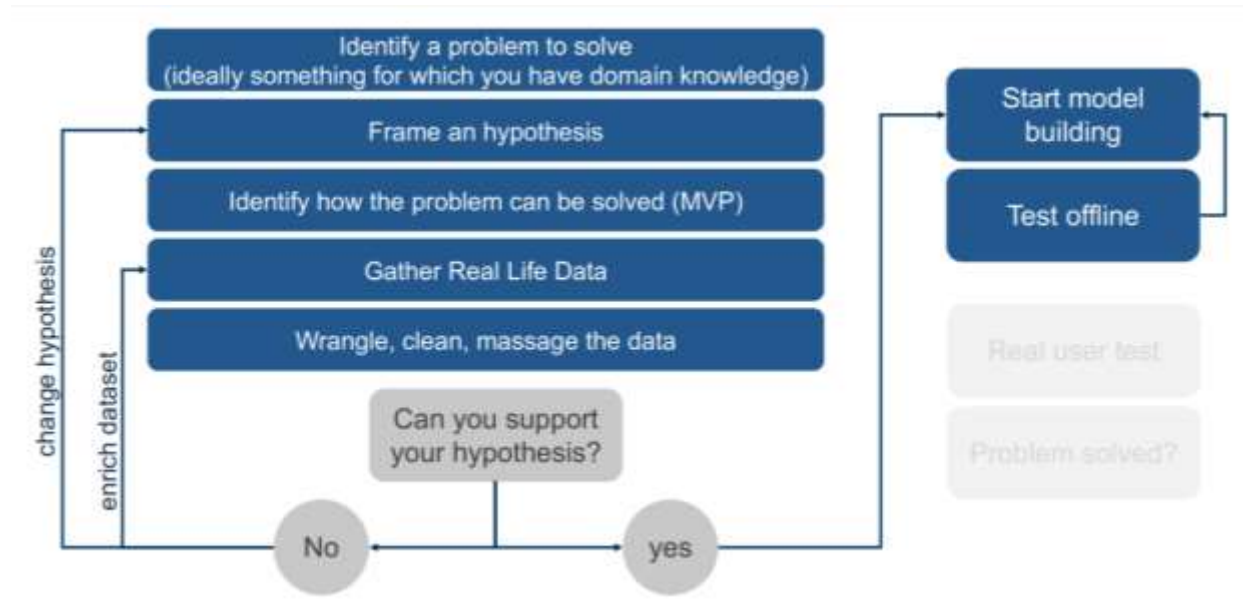 Identify a problem to solve
(ideally something for which you have domain knowledge)
Frame an hypothesis
Identify how the problem can be solved (MVP)
Gather Real Life Data
Wrangle, clean, massage the data
Can you support
your hypothesis?
No
yes
change hypothesis
enrich dataset
Start model
building
Test offline
Real user test
Problem solved?